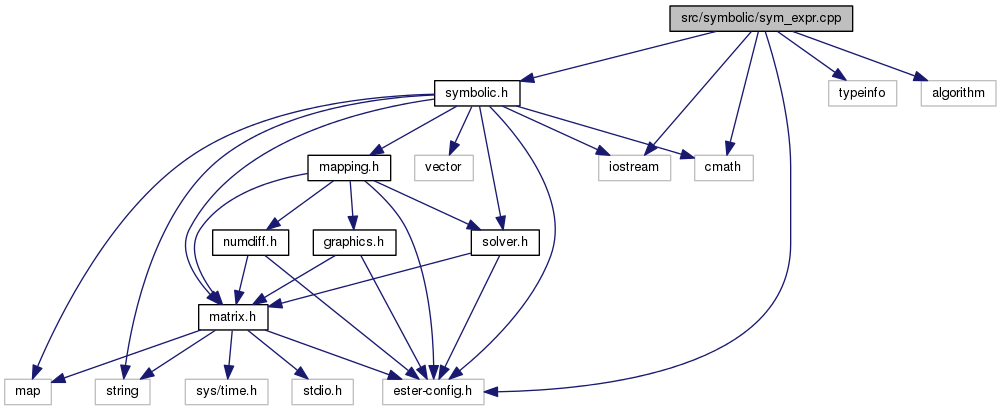 src/symbolic/sym_expr.cpp
symbolic.h
typeinfo
algorithm
mapping.h
vector
iostream
cmath
numdiff.h
graphics.h
solver.h
matrix.h
map
string
sys/time.h
stdio.h
ester-config.h